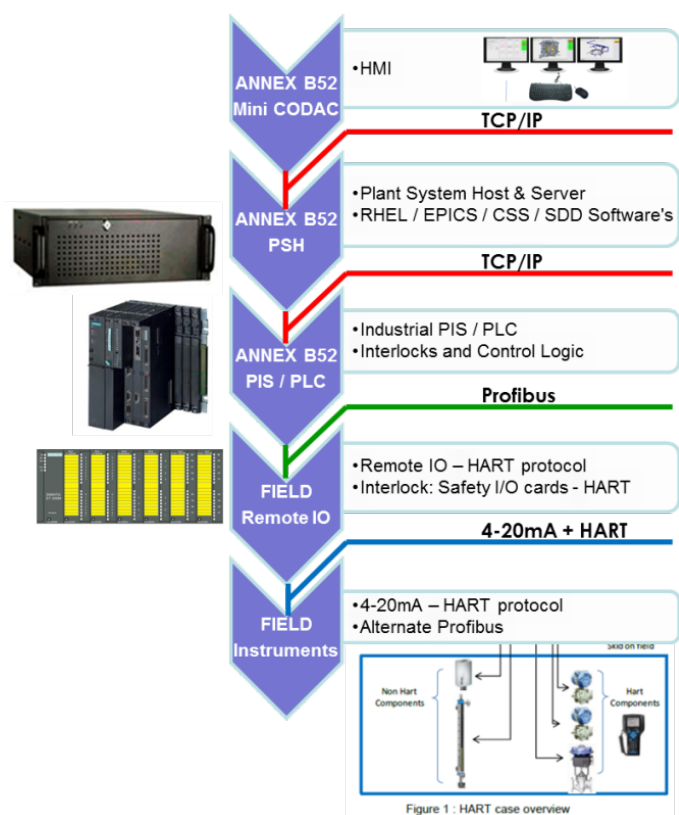 ANNEX B52
Mini CODAC
•HMI
TCP/IP
ANNEX B52
PSH
•Plant System Host & Server
•RHEL / EPICS / CSS / SDD Software's
TCP/IP
ANNEX B52
PIS / PLC
•Industrial PIS / PLC
•Interlocks and Control Logic
Profibus
FIELD
Remote IO
•Remote IO – HART protocol
•Interlock: Safety I/O cards - HART
4-20mA + HART
FIELD
Instruments
•4-20mA – HART protocol
•Alternate Profibus
Skid on field
Non Hart
Components
Hart
Components
Figure 1 : HART case overview